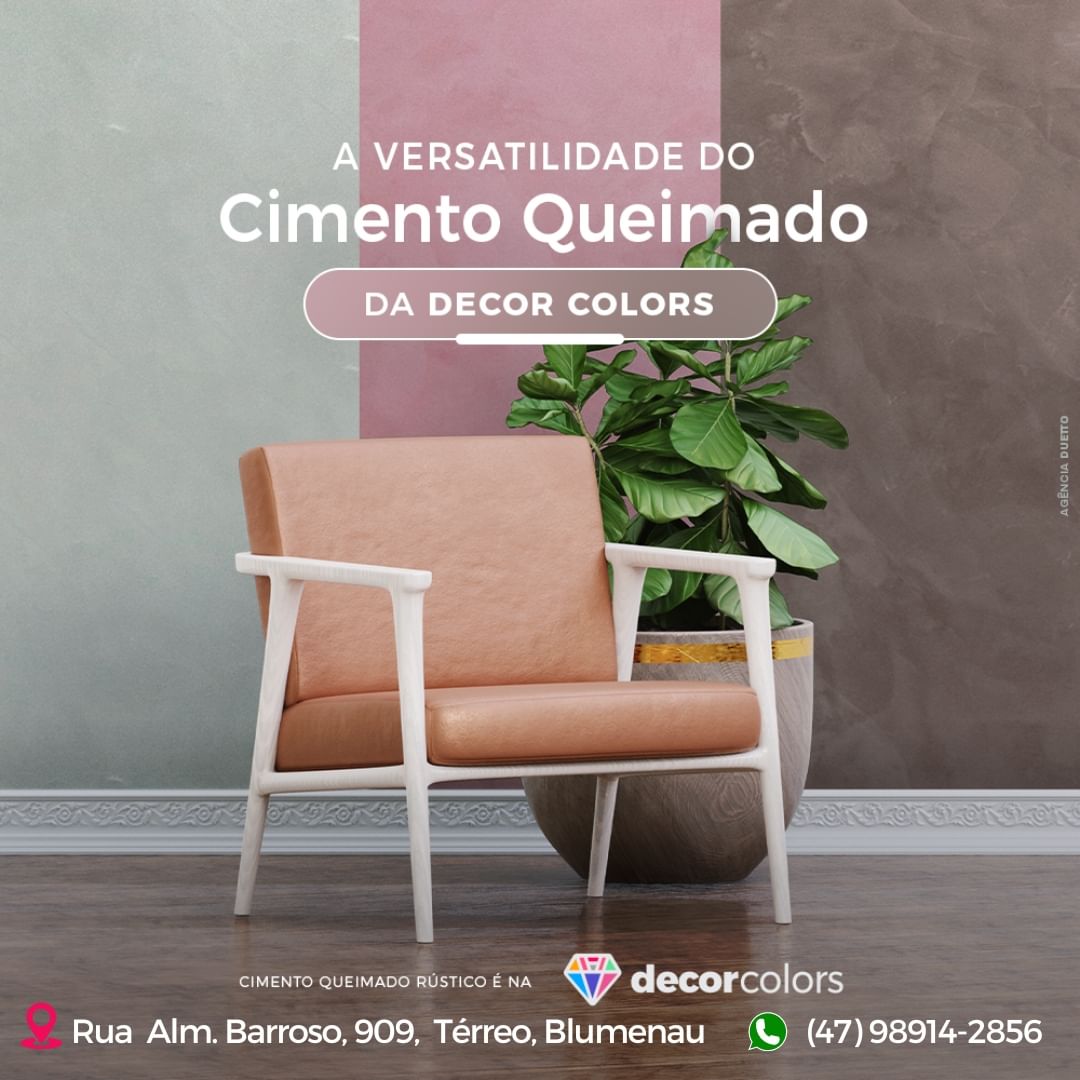 A VERSATILIDADE DO
Cimento Queimado
DA DECOR COLORS
AGÊNCIA DUETTO
CIMENTO QUEIMADO RÚSTICO É NA
decorcolors
Rua Alm. Barroso, 909, Térreo, Blumenau
(47) 98914-2856